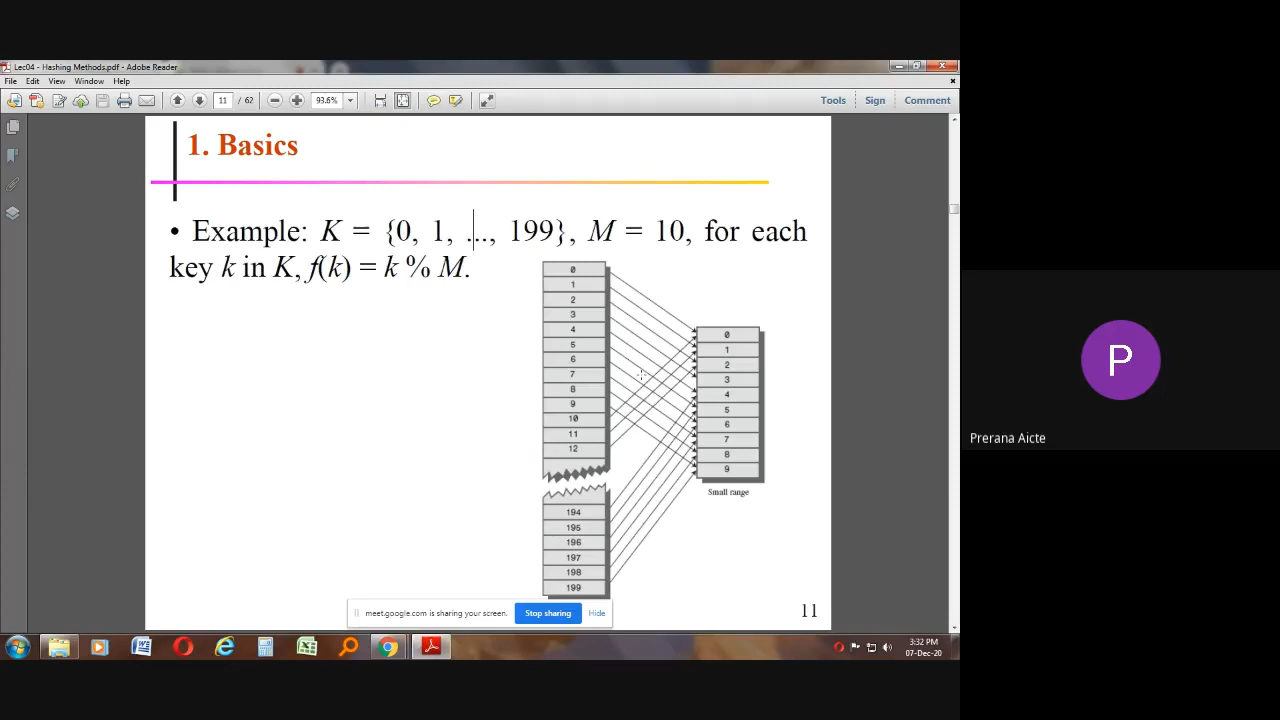 Lec04 - Hashing Methods.pdf - Adobe Reader
File Edit View Window Help
11 / 62 93.6% Tools Sign Comment
1. Basics
• Example: K = {0, 1, ..., 199}, M = 10, for each
key k in K, f(k) = k % M.
0
1
2
3
4
5
6
7
8
9
10
11
12
194
195
196
197
198
199
0
1
2
3
4
5
6
7
8
9
Small range
11
meet.google.com is sharing your screen. Stop sharing Hide
3:32 PM
07-Dec-20
P
Prerana Aicte